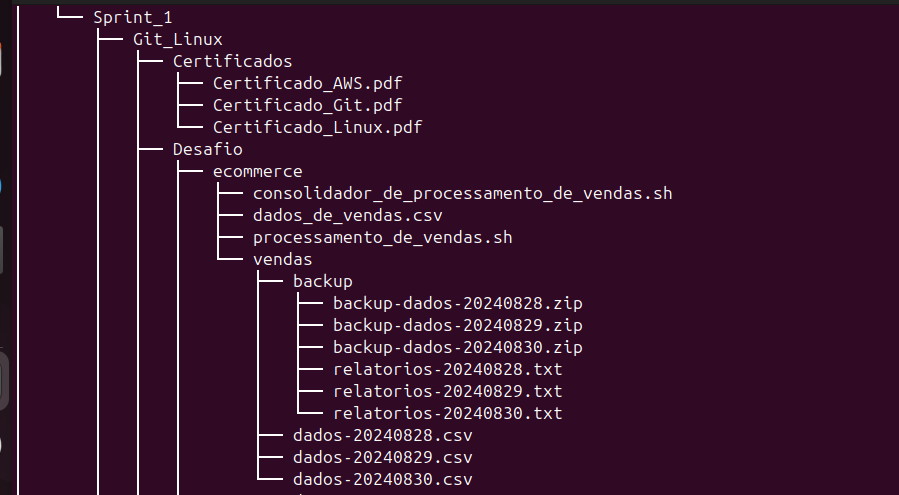 Sprint_1
Git_Linux
Certificados
Certificado_AWS.pdf
Certificado_Git.pdf
Certificado_Linux.pdf
Desafio
ecommerce
consolidador_de_processamento_de_vendas.sh
dados_de_vendas.csv
processamento_de_vendas.sh
vendas
backup
backup-dados-20240828.zip
backup-dados-20240829.zip
backup-dados-20240830.zip
relatorios-20240828.txt
relatorios-20240829.txt
relatorios-20240830.txt
dados-20240828.csv
dados-20240829.csv
dados-20240830.csv